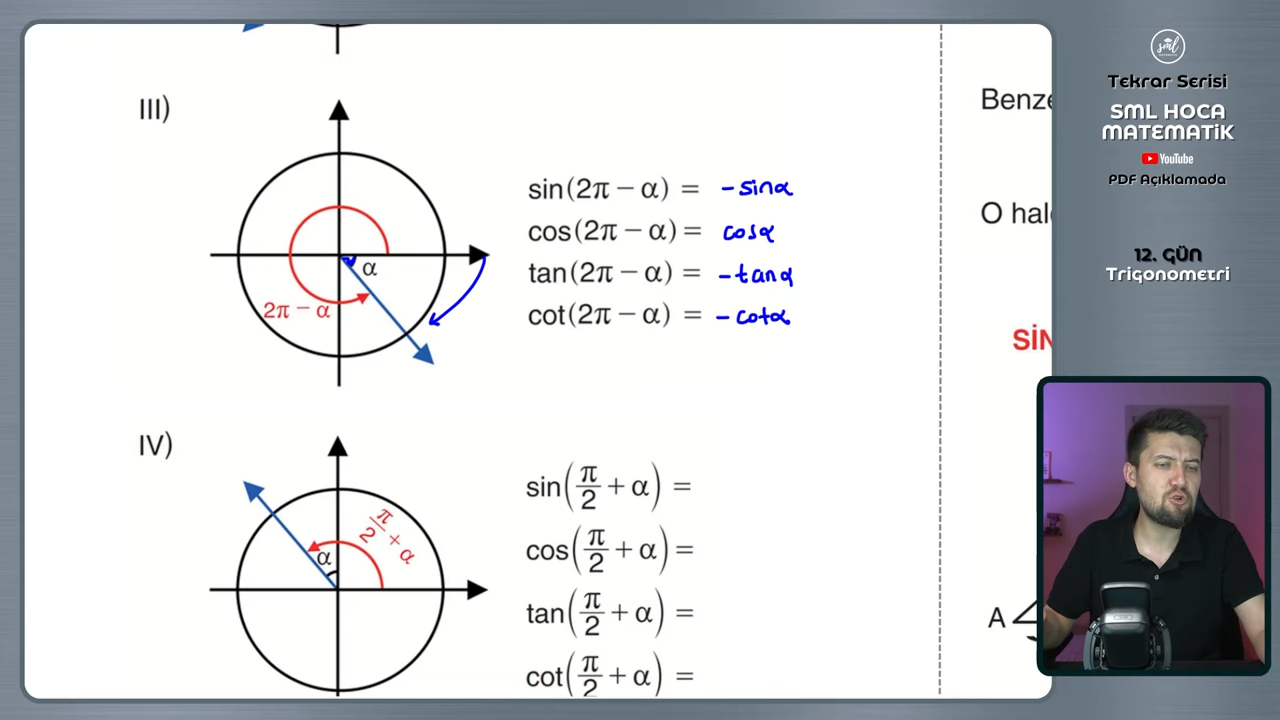 III)
α
2π − α
sin(2π − α) = -sinα
cos(2π − α) = cosα
tan(2π − α) = -tanα
cot(2π − α) = -cotα
IV)
α
π/2 + α
sin(π/2 + α) =
cos(π/2 + α) =
tan(π/2 + α) =
cot(π/2 + α) =
Benze
O hal
SİN
A
sml
Tekrar Serisi
SML HOCA
MATEMATİK
YouTube
PDF Açıklamada
12. GÜN
Trigonometri